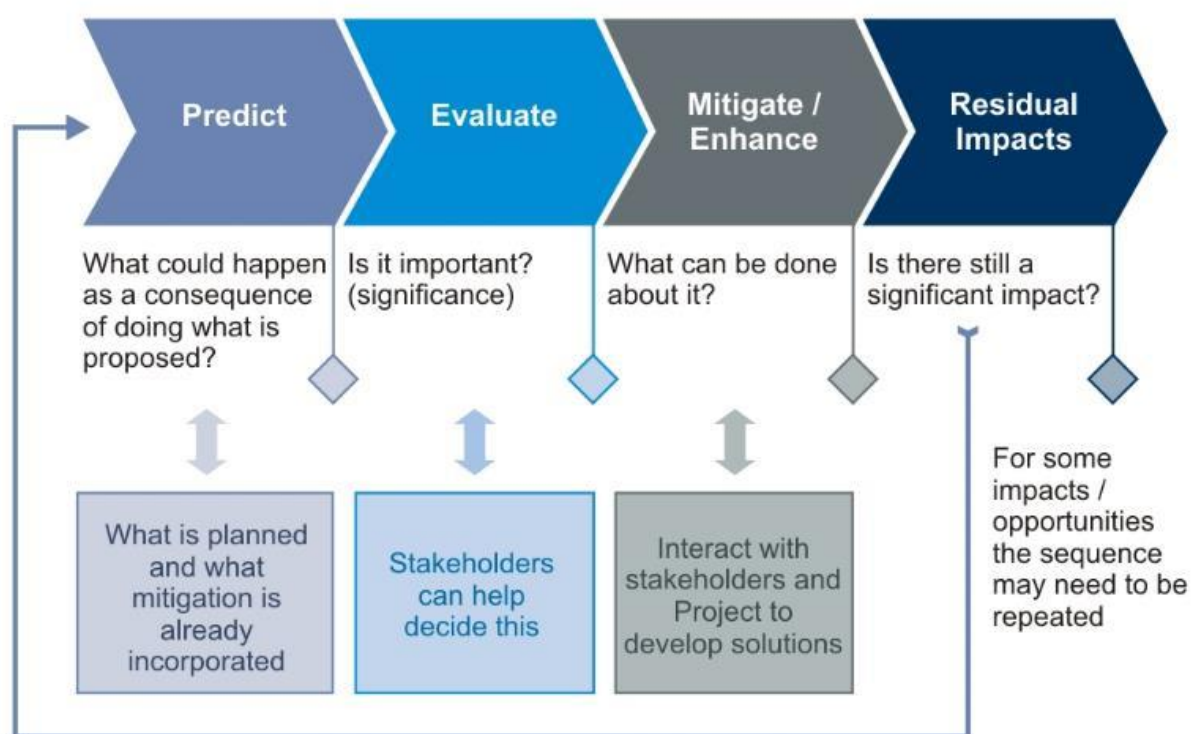 Predict
Evaluate
Mitigate /
Enhance
Residual
Impacts
What could happen
as a consequence
of doing what is
proposed?
Is it important?
(significance)
What can be done
about it?
Is there still a
significant impact?
What is planned
and what
mitigation is
already
incorporated
Stakeholders
can help
decide this
Interact with
stakeholders and
Project to
develop solutions
For some
impacts /
opportunities
the sequence
may need to be
repeated